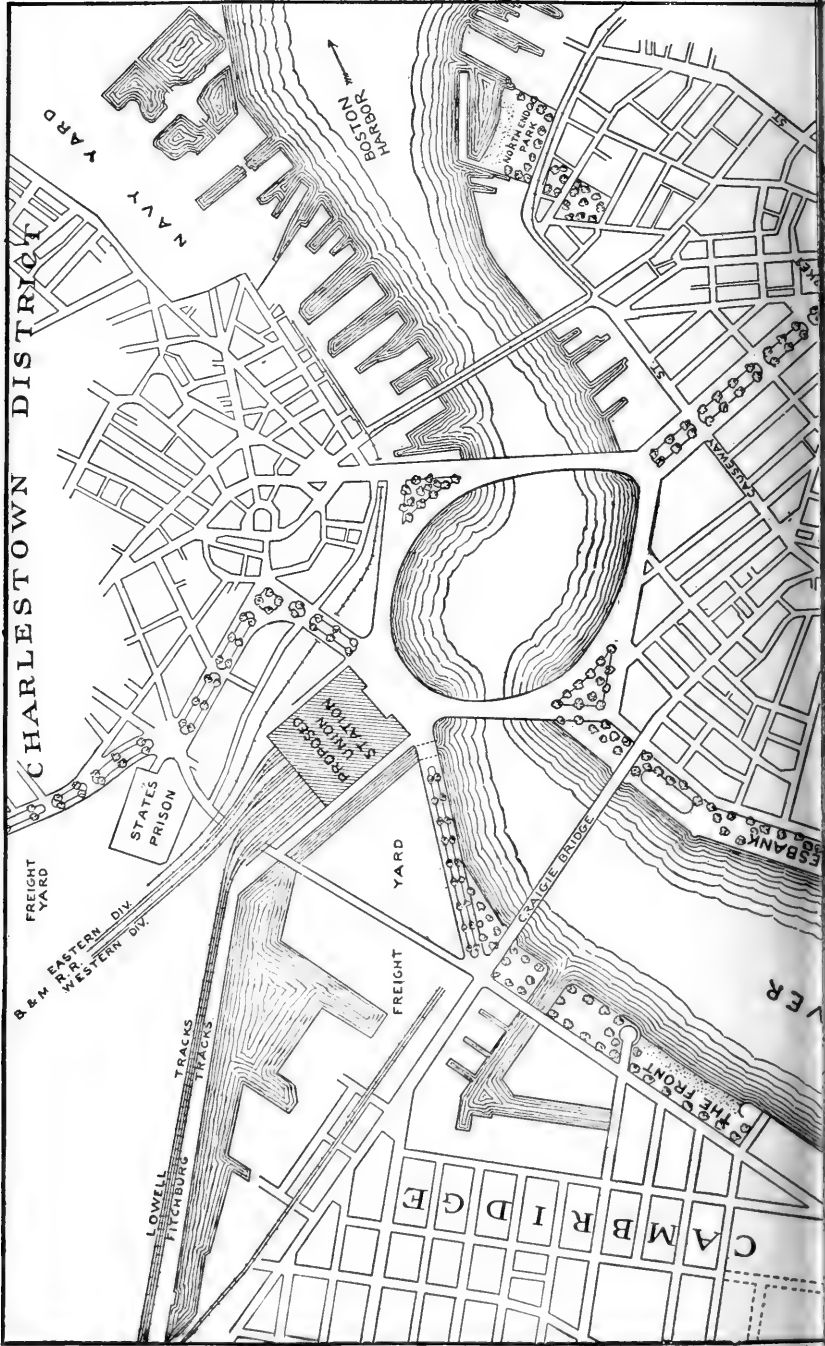 CHARLESTOWN DISTRICT
NAVY YARD
BOSTON
HARBOR
NORTH END
PARK
ST.
ST.
CAUSEWAY
PROPOSED
UNION
STATION
STATES
PRISON
FREIGHT
YARD
B. & M. R.R.
EASTERN DIV.
WESTERN DIV.
FREIGHT YARD
CRAIGIE BRIDGE
LOWELL TRACKS
FITCHBURG TRACKS
THE FRONT
CAMBRIDGE
ESBANK
VER